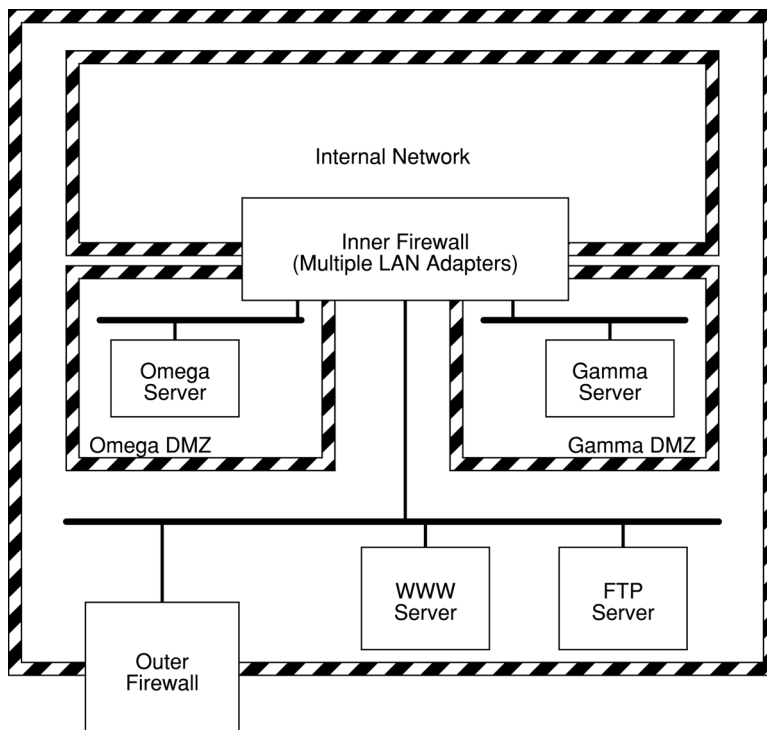 Internal Network
Inner Firewall
(Multiple LAN Adapters)
Omega
Server
Omega DMZ
Gamma
Server
Gamma DMZ
WWW
Server
FTP
Server
Outer
Firewall